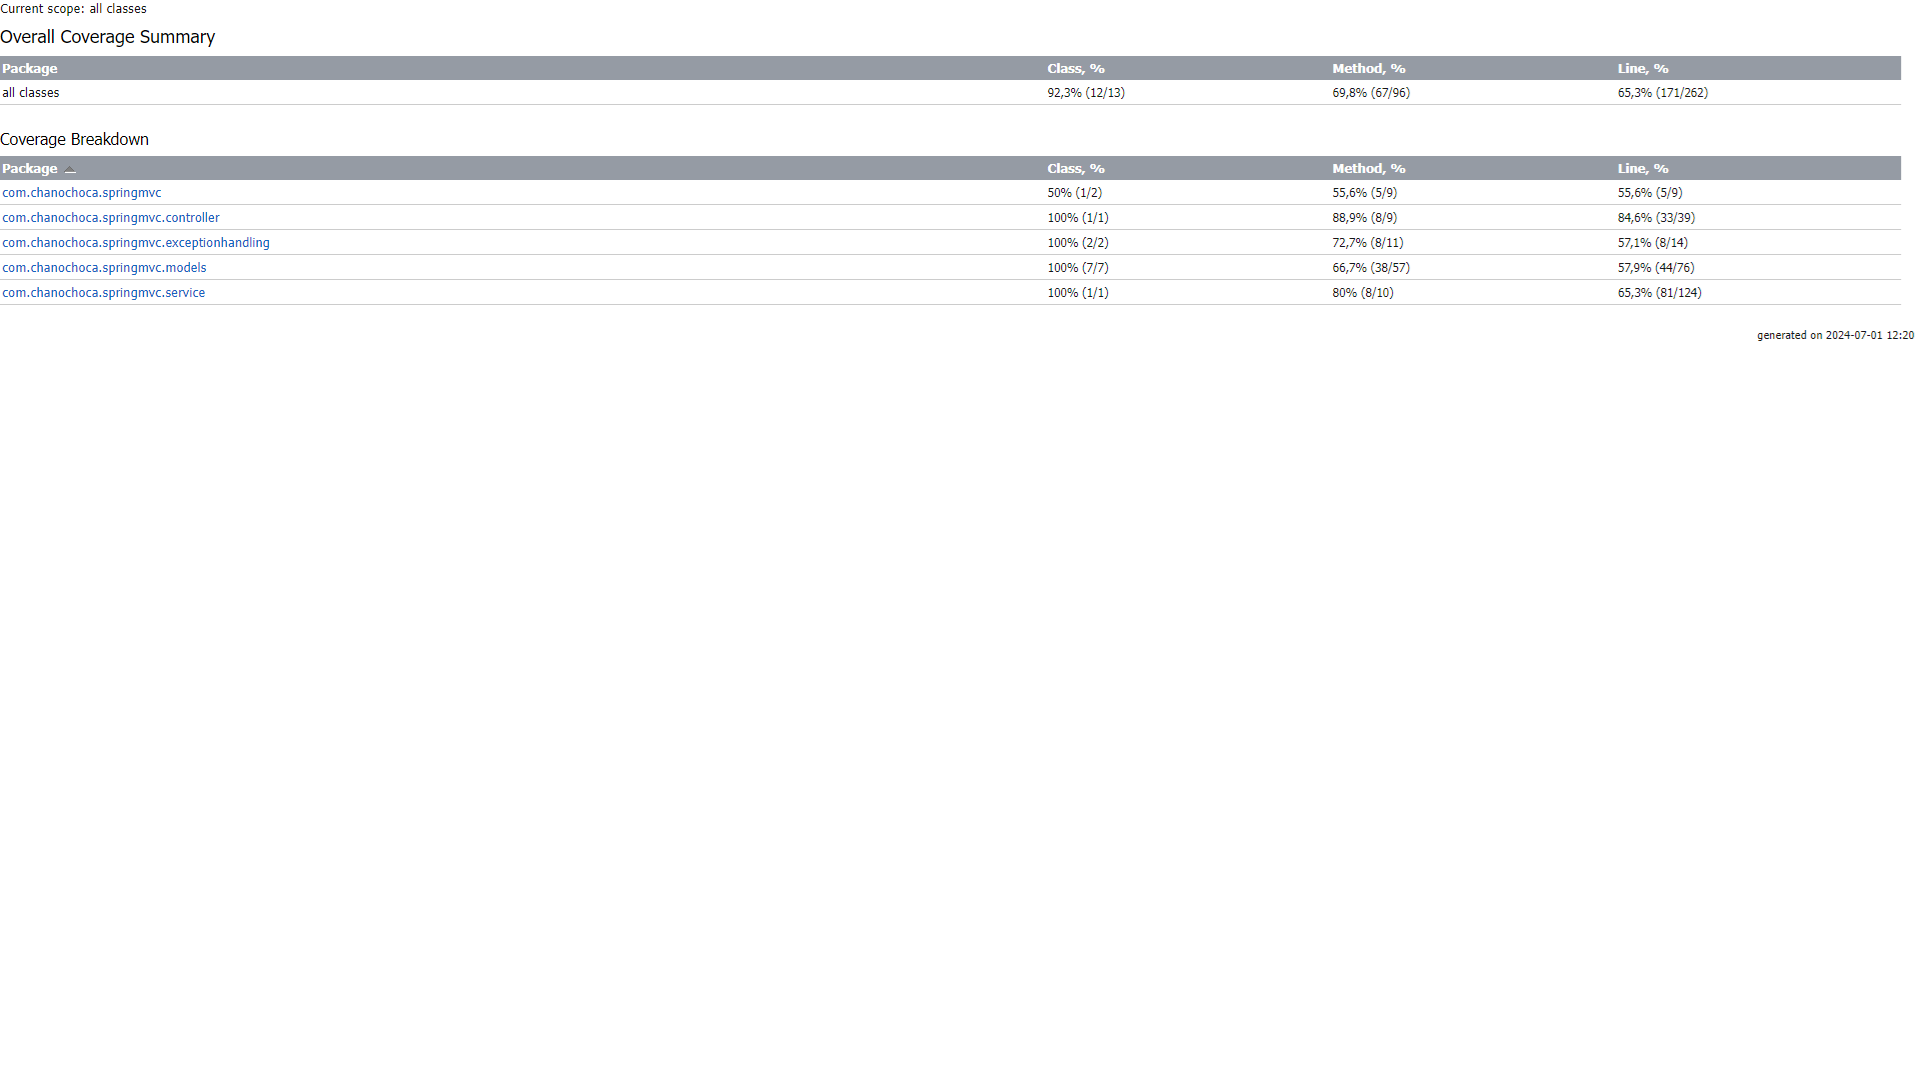 Current scope: all classes
Overall Coverage Summary
Package Class, % Method, % Line, %
all classes 92,3% (12/13) 69,8% (67/96) 65,3% (171/262)
Coverage Breakdown
Package Class, % Method, % Line, %
com.chanochoca.springmvc 50% (1/2) 55,6% (5/9) 55,6% (5/9)
com.chanochoca.springmvc.controller 100% (1/1) 88,9% (8/9) 84,6% (33/39)
com.chanochoca.springmvc.exceptionhandling 100% (2/2) 72,7% (8/11) 57,1% (8/14)
com.chanochoca.springmvc.models 100% (7/7) 66,7% (38/57) 57,9% (44/76)
com.chanochoca.springmvc.service 100% (1/1) 80% (8/10) 65,3% (81/124)
generated on 2024-07-01 12:20